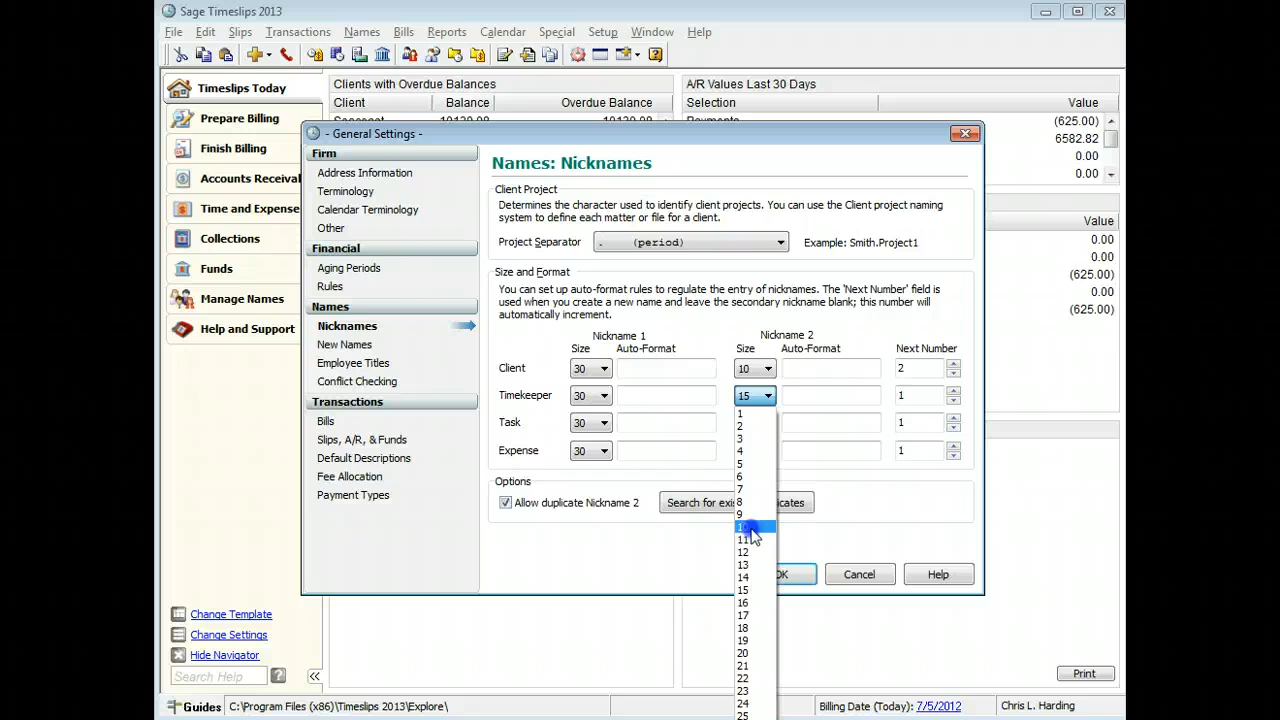 Sage Timeslips 2013
File Edit Slips Transactions Names Bills Reports Calendar Special Setup Window Help
Timeslips Today
Prepare Billing
Finish Billing
Accounts Receival
Time and Expense
Collections
Funds
Manage Names
Help and Support
Change Template
Change Settings
Hide Navigator
Search Help
Clients with Overdue Balances
Client Balance Overdue Balance
A/R Values Last 30 Days
Selection Value
(625.00)
6582.82
0.00
0.00
Value
0.00
0.00
(625.00)
0.00
(625.00)
- General Settings -
Firm
Address Information
Terminology
Calendar Terminology
Other
Financial
Aging Periods
Rules
Names
Nicknames
New Names
Employee Titles
Conflict Checking
Transactions
Bills
Slips, A/R, & Funds
Default Descriptions
Fee Allocation
Payment Types
Names: Nicknames
Client Project
Determines the character used to identify client projects. You can use the Client project naming
system to define each matter or file for a client.
Project Separator . (period) Example: Smith.Project1
Size and Format
You can set up auto-format rules to regulate the entry of nicknames. The 'Next Number' field is
used when you create a new name and leave the secondary nickname blank; this number will
automatically increment.
Nickname 1 Nickname 2
Size Auto-Format Size Auto-Format Next Number
Client 30 10 2
Timekeeper 30 15 1
Task 30 1
Expense 30 1
Options
Allow duplicate Nickname 2 Search for exis icates
1
2
3
4
5
6
7
8
9
11
12
13
14
15
16
17
18
19
20
21
22
23
24
25
OK Cancel Help
Print
Guides C:\Program Files (x86)\Timeslips 2013\Explore\ Billing Date (Today): 7/5/2012 Chris L. Harding